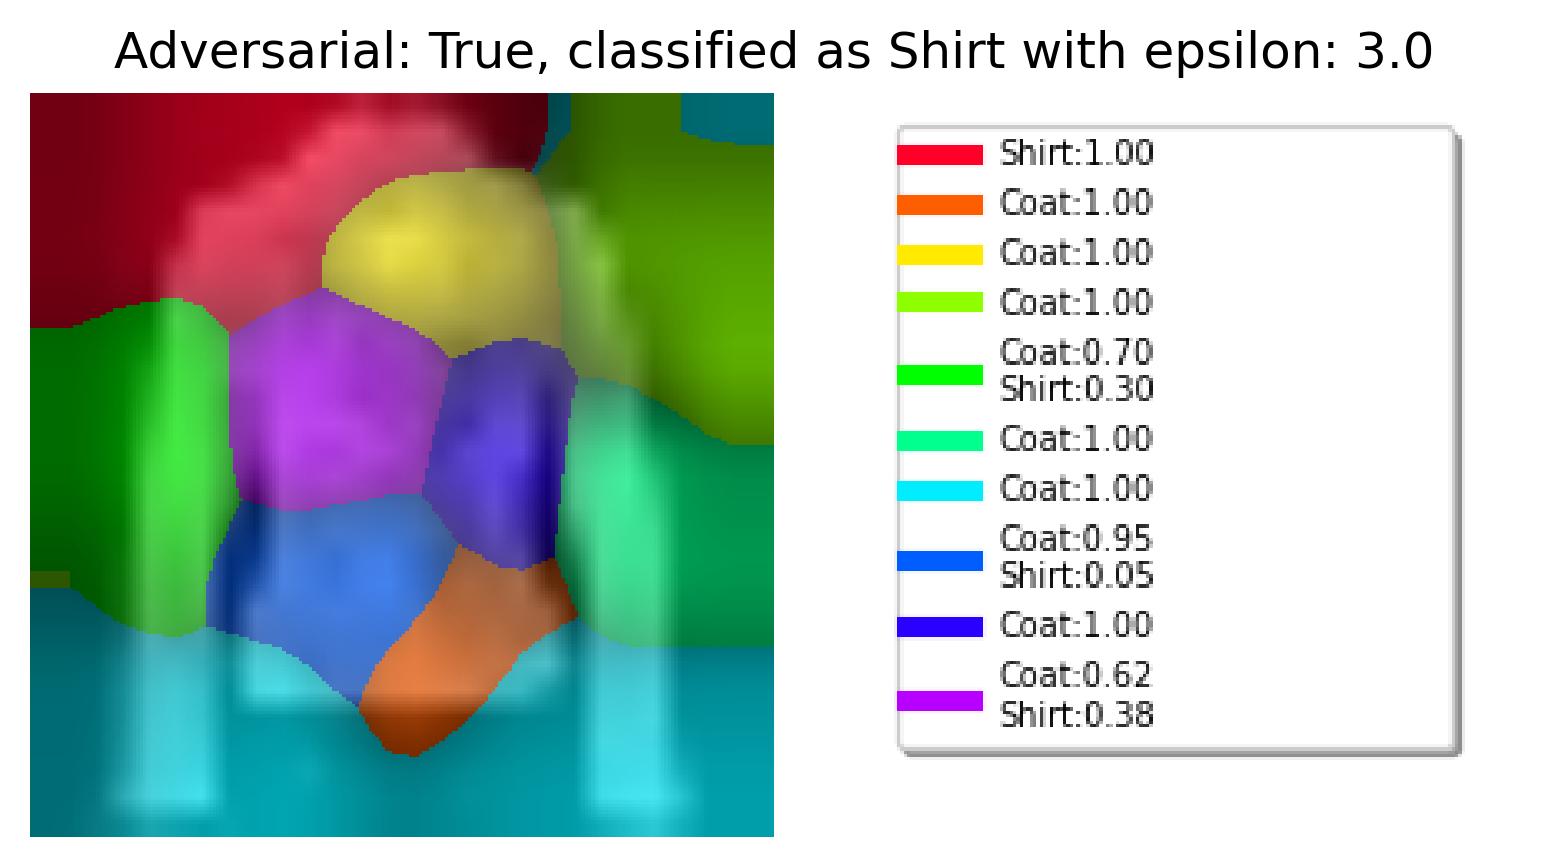 Adversarial: True, classified as Shirt with epsilon: 3.0
Shirt:1.00
Coat:1.00
Coat:1.00
Coat:1.00
Coat:0.70
Shirt:0.30
Coat:1.00
Coat:1.00
Coat:0.95
Shirt:0.05
Coat:1.00
Coat:0.62
Shirt:0.38